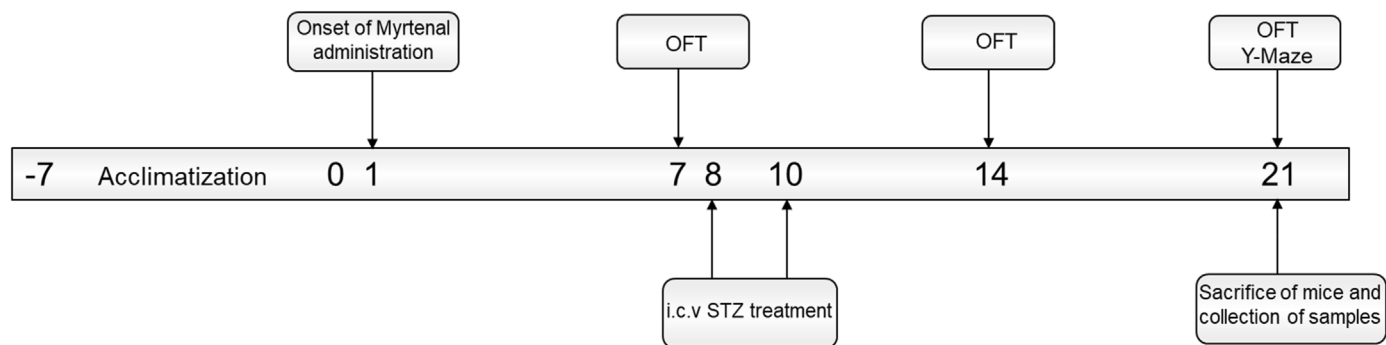 Onset of Myrtenal
administration
OFT
OFT
OFT
Y-Maze
-7 Acclimatization 0 1 7 8 10 14 21
i.c.v STZ treatment
Sacrifice of mice and
collection of samples